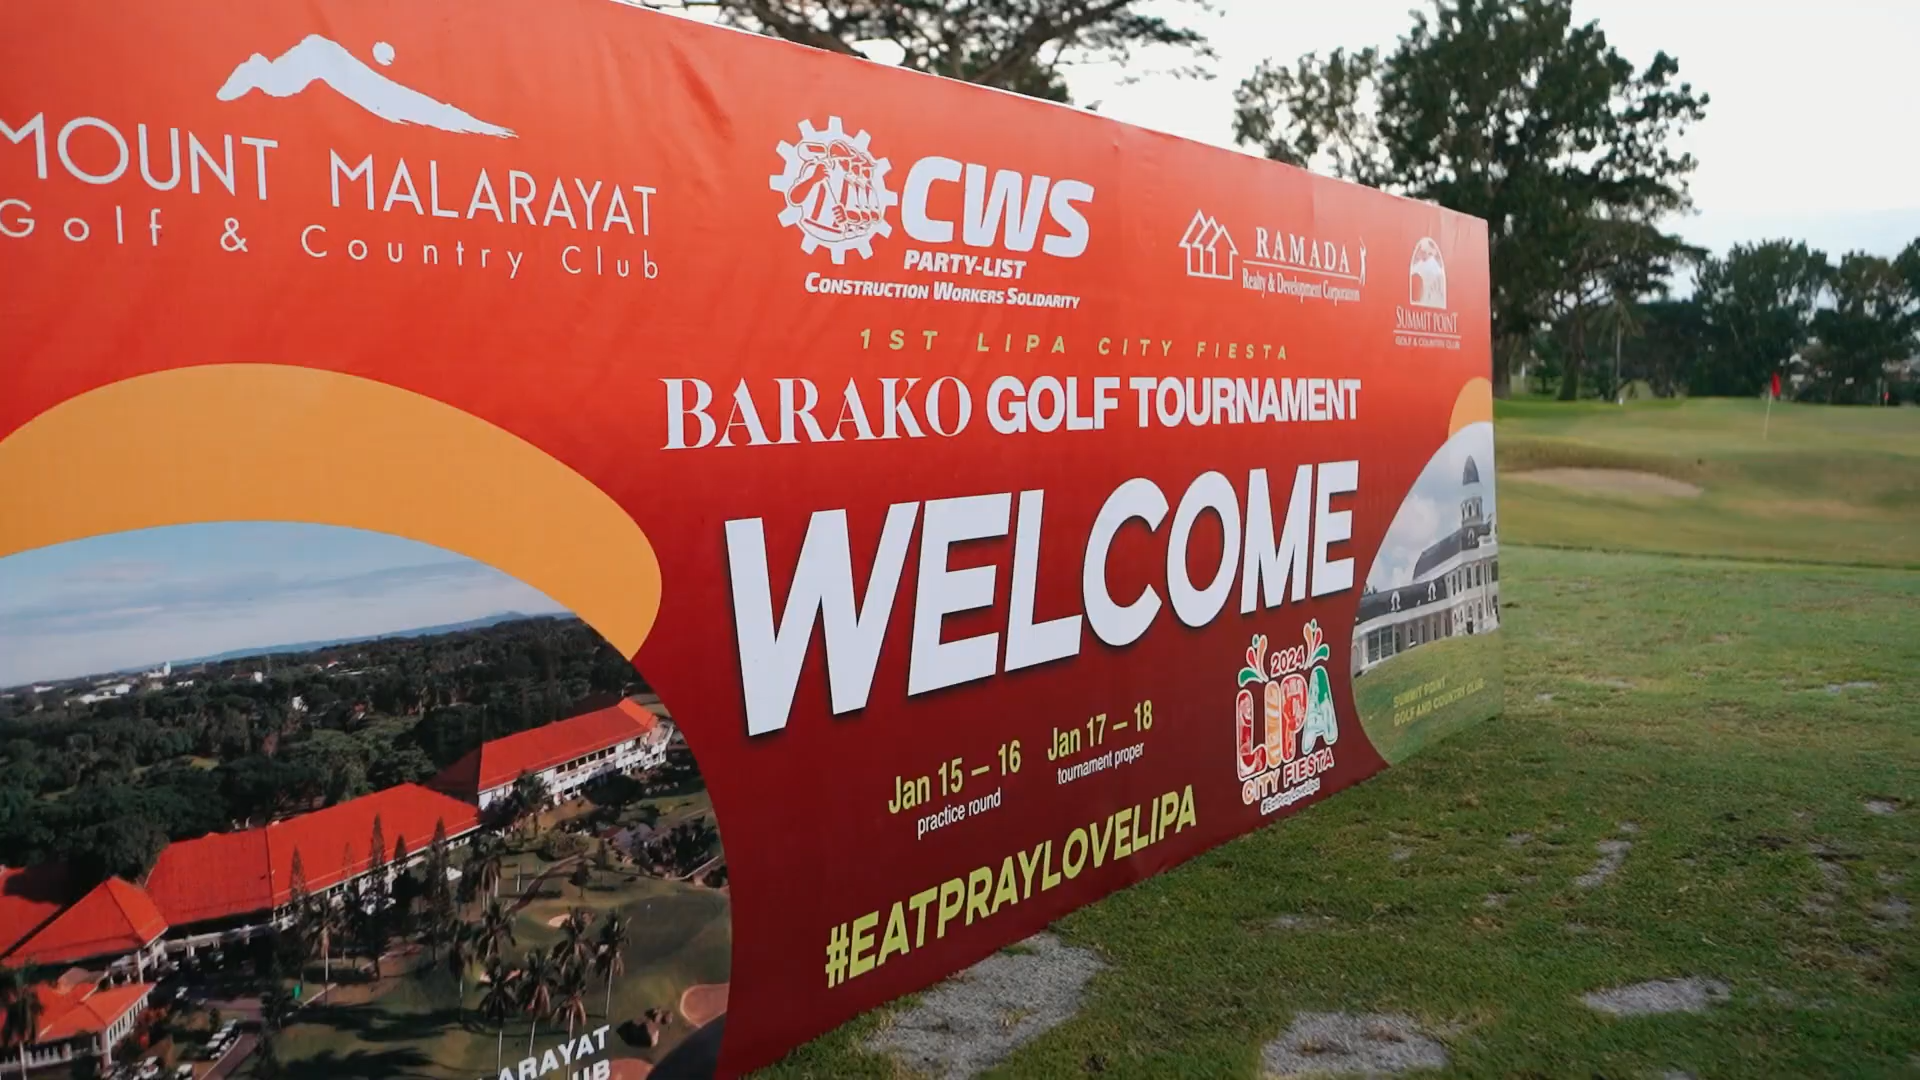 MOUNT MALARAYAT
Golf & Country Club
CWS
PARTY-LIST
CONSTRUCTION WORKERS SOLIDARITY
RAMADA
Realty & Development Corporation
SUMMIT POINT
GOLF & COUNTRY CLUB
1ST LIPA CITY FIESTA
BARAKO GOLF TOURNAMENT
WELCOME
Jan 15 – 16
practice round
Jan 17 – 18
tournament proper
#EATPRAYLOVELIPA
2024
LIPA
CITY FIESTA
#EatPrayLoveLipa
SUMMIT POINT
GOLF AND COUNTRY CLUB
ARAYAT
UB